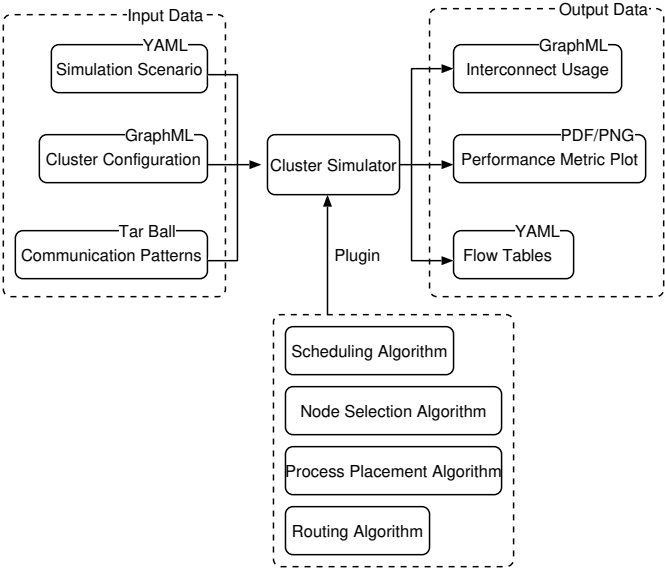 Input Data
YAML
Simulation Scenario
GraphML
Cluster Configuration
Tar Ball
Communication Patterns
Cluster Simulator
Plugin
Output Data
GraphML
Interconnect Usage
PDF/PNG
Performance Metric Plot
YAML
Flow Tables
Scheduling Algorithm
Node Selection Algorithm
Process Placement Algorithm
Routing Algorithm